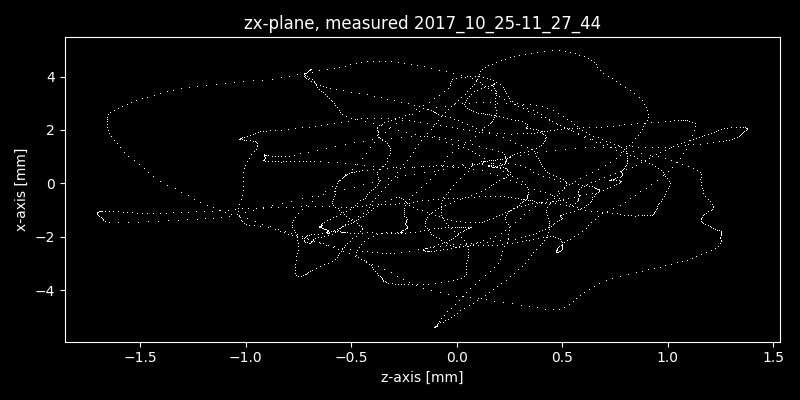 zx-plane, measured 2017_10_25-11_27_44
4
2
0
−2
−4
x-axis [mm]
−1.5 −1.0 −0.5 0.0 0.5 1.0 1.5
z-axis [mm]